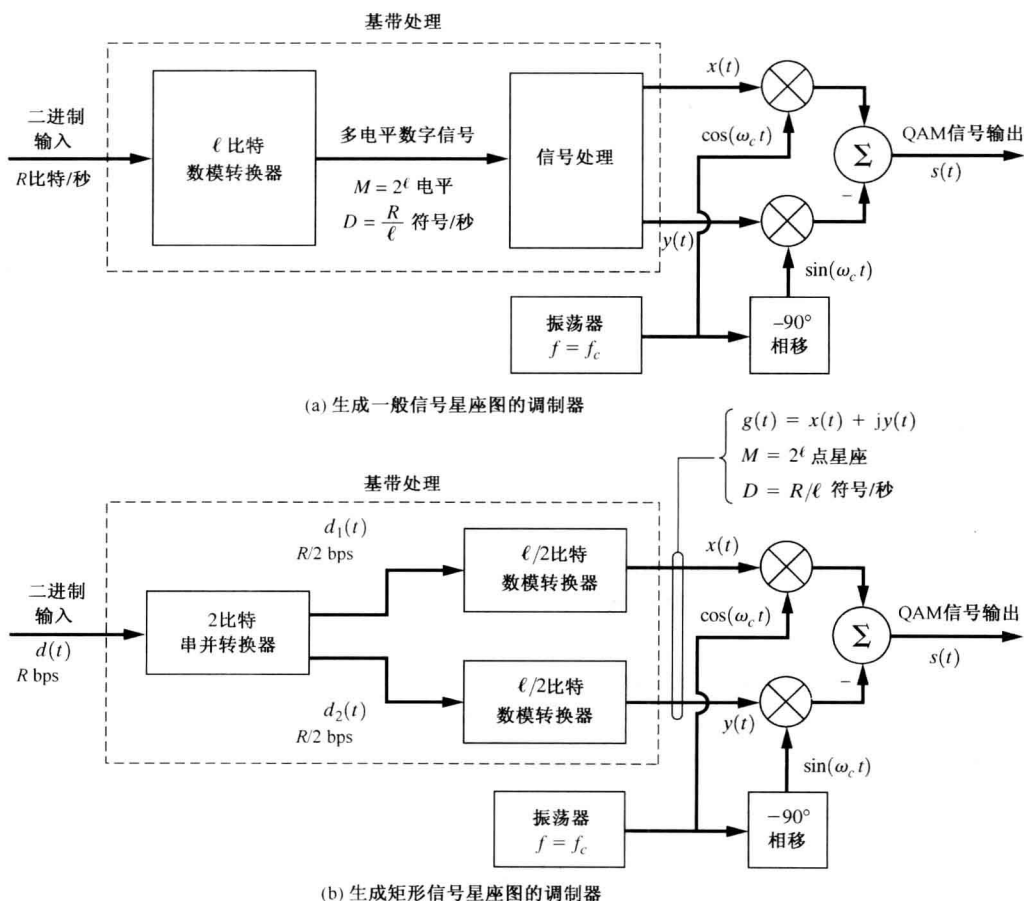 基带处理
二进制
输入
R比特/秒
ℓ 比特
数模转换器
多电平数字信号
M = 2^ℓ 电平
D = R/ℓ 符号/秒
信号处理
x(t)
cos(ω_c t)
y(t)
sin(ω_c t)
Σ
−
QAM信号输出
s(t)
振荡器
f = f_c
–90°
相移
(a) 生成一般信号星座图的调制器
g(t) = x(t) + jy(t)
M = 2^ℓ 点星座
D = R/ℓ 符号/秒
基带处理
二进制
输入
d(t)
R bps
2比特
串并转换器
d₁(t)
R/2 bps
ℓ/2比特
数模转换器
d₂(t)
R/2 bps
ℓ/2比特
数模转换器
x(t)
cos(ω_c t)
y(t)
sin(ω_c t)
Σ
−
QAM信号输出
s(t)
振荡器
f = f_c
−90°
相移
(b) 生成矩形信号星座图的调制器